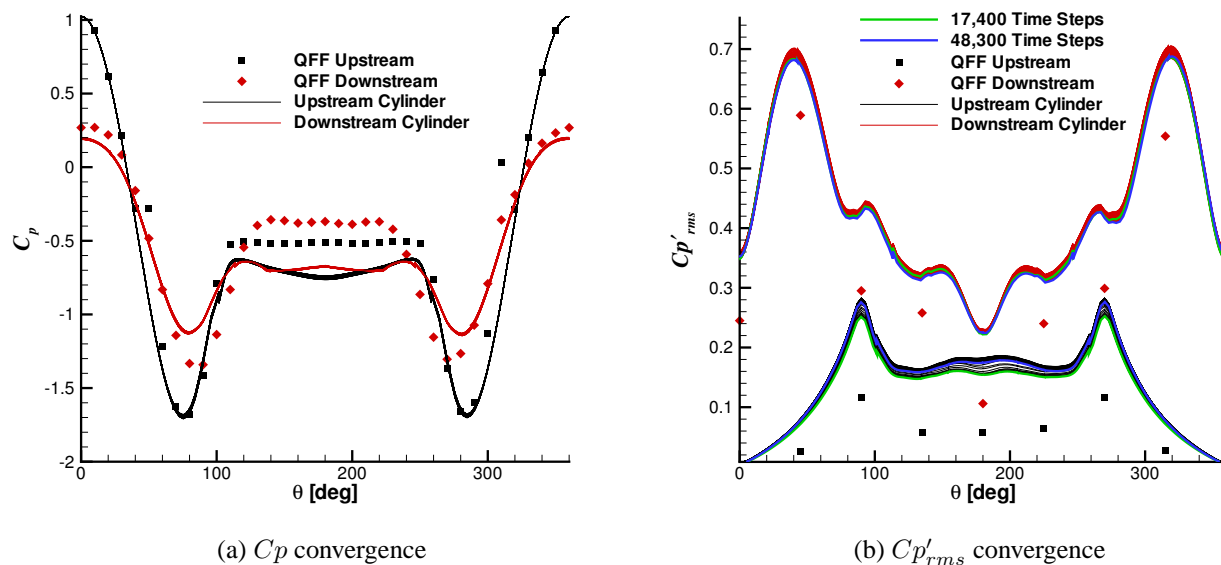 QFF Upstream
QFF Downstream
Upstream Cylinder
Downstream Cylinder
C_p
1
0.5
0
-0.5
-1
-1.5
-2
0 100 200 300
θ [deg]
(a) Cp convergence
17,400 Time Steps
48,300 Time Steps
QFF Upstream
QFF Downstream
Upstream Cylinder
Downstream Cylinder
Cp'_rms
0.7
0.6
0.5
0.4
0.3
0.2
0.1
0 100 200 300
θ [deg]
(b) Cp'_rms convergence